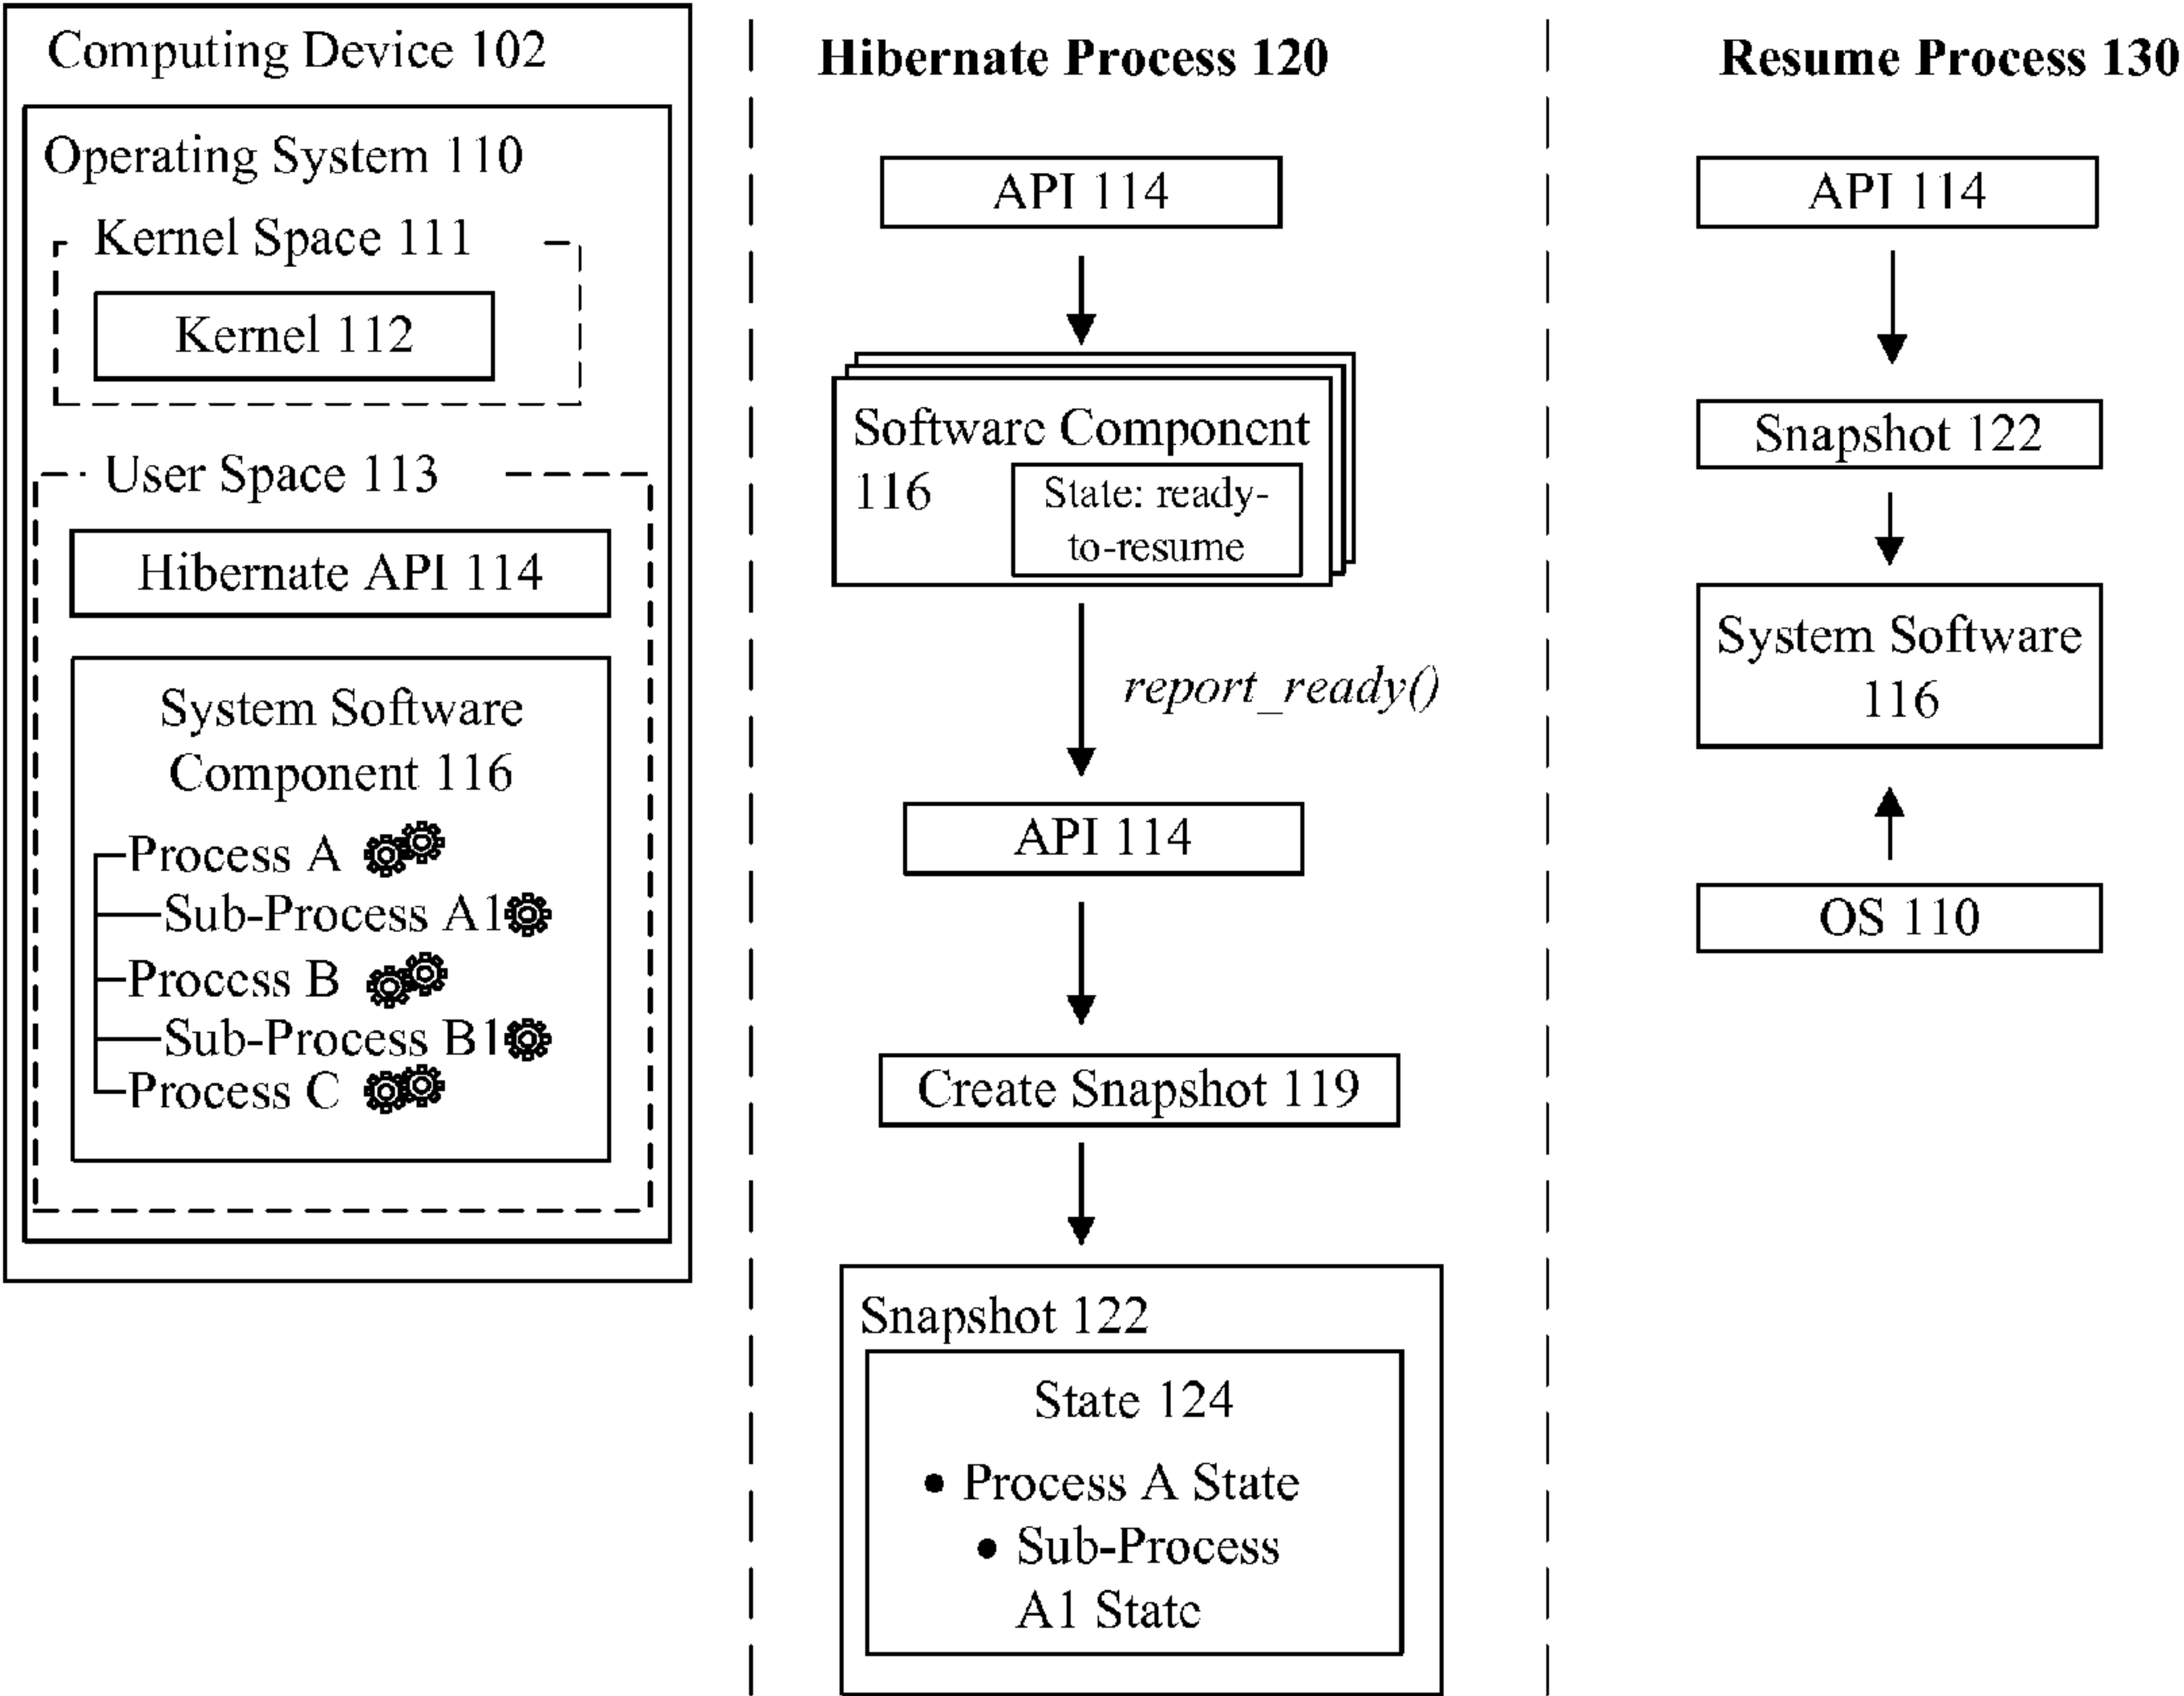 Computing Device 102
Operating System 110
Kernel Space 111
Kernel 112
User Space 113
Hibernate API 114
System Software
Component 116
Process A
Sub-Process A1
Process B
Sub-Process B1
Process C
Hibernate Process 120
API 114
Software Component
116
State: ready-
to-resume
report_ready()
API 114
Create Snapshot 119
Snapshot 122
State 124
• Process A State
• Sub-Process
A1 State
Resume Process 130
API 114
Snapshot 122
System Software
116
OS 110